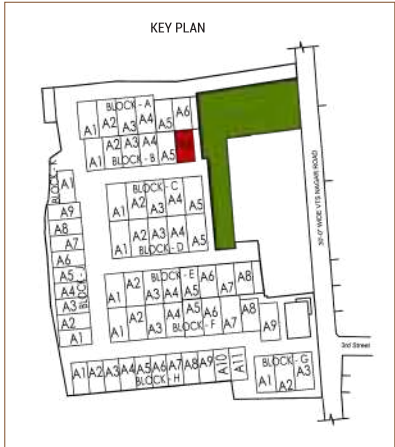 KEY PLAN
BLOCK - A
A1 A2 A3 A4 A5 A6
A1 A2 A3 A4 A5
BLOCK - B
BLOCK - C
A1 A2 A3 A4 A5
A1 A2 A3 A4 A5
BLOCK - D
A1
A9
A8
A7
A6
A5
A4
A3
A2
A1
BLOCK - E
A1 A2 A3 A4 A5 A6 A7 A8
A1 A2 A3 A4 A5 A6 A7 A8 A9
BLOCK - F
A1 A2 A3 A4 A5 A6 A7 A8 A9 A10 A11
BLOCK - H
BLOCK - G
A1 A2 A3
30'-0" WIDE VTS NAGAR ROAD
3rd Street